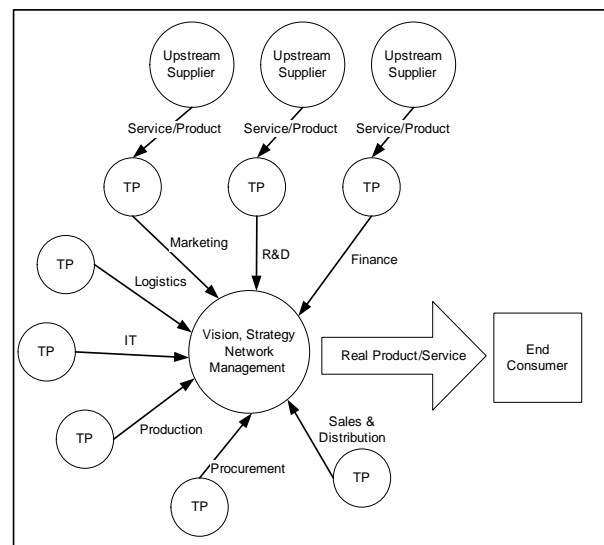 Upstream
Supplier
Upstream
Supplier
Upstream
Supplier
Service/Product
Service/Product
Service/Product
TP
TP
TP
Marketing
R&D
Finance
TP
Logistics
TP
IT
Vision, Strategy
Network
Management
Real Product/Service
End
Consumer
TP
Production
Procurement
TP
Sales &
Distribution
TP